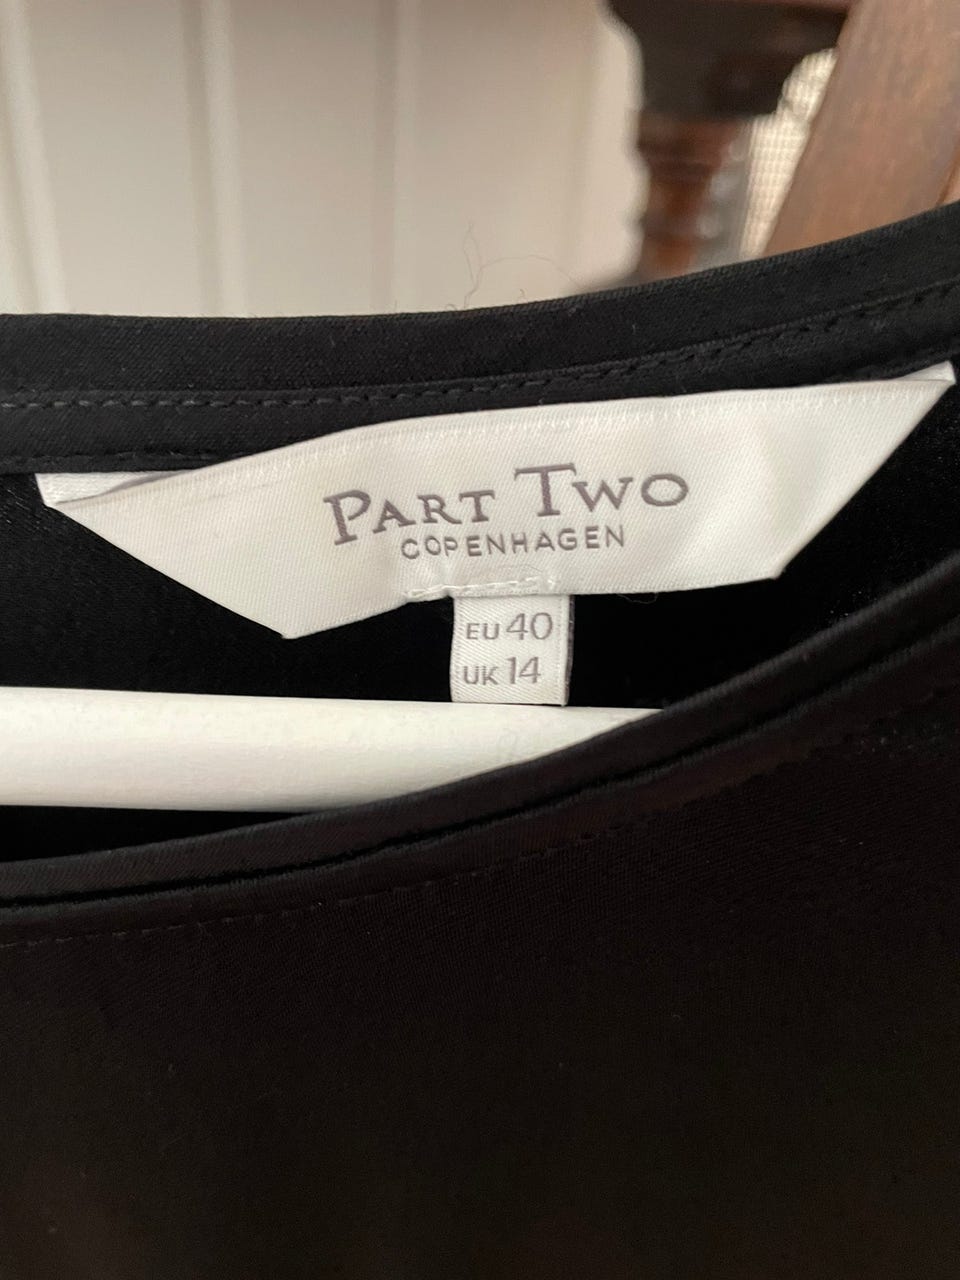 PART TWO
COPENHAGEN
EU 40
UK 14